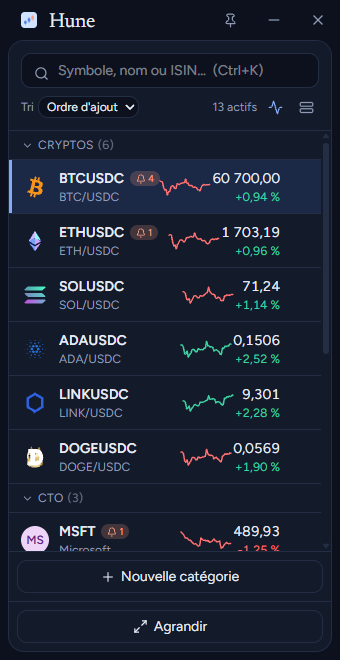 Hune
Symbole, nom ou ISIN... (Ctrl+K)
Tri Ordre d'ajout 13 actifs
CRYPTOS (6)
BTCUSDC 4 60 700,00
BTC/USDC +0,94 %
ETHUSDC 1 1 703,19
ETH/USDC +0,96 %
SOLUSDC 71,24
SOL/USDC +1,14 %
ADAUSDC 0,1506
ADA/USDC +2,52 %
LINKUSDC 9,301
LINK/USDC +2,28 %
DOGEUSDC 0,0569
DOGE/USDC +1,90 %
CTO (3)
MS MSFT 1 489,93
Microsoft -1,25 %
Nouvelle catégorie
Agrandir